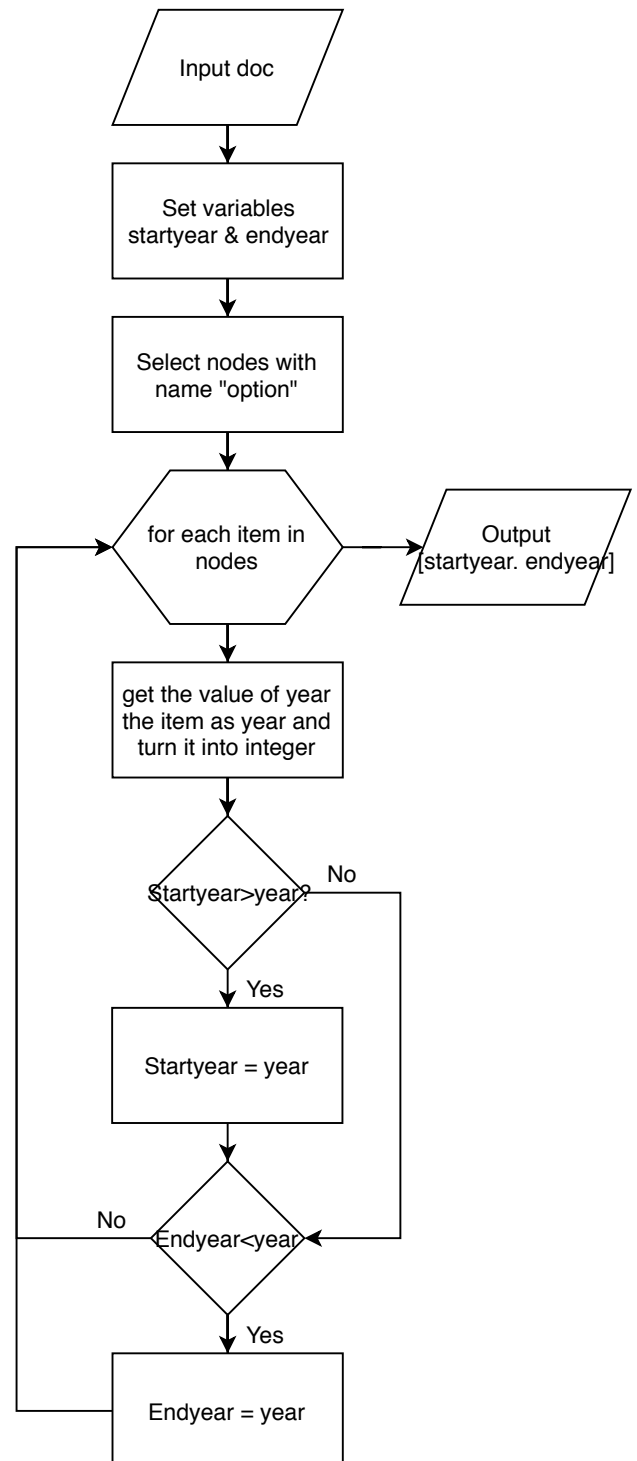 Input doc
Set variables
startyear & endyear
Select nodes with
name "option"
for each item in
nodes
Output
[startyear. endyear]
get the value of year
the item as year and
turn it into integer
Startyear>year?
No
Yes
Startyear = year
No
Endyear<year
Yes
Endyear = year